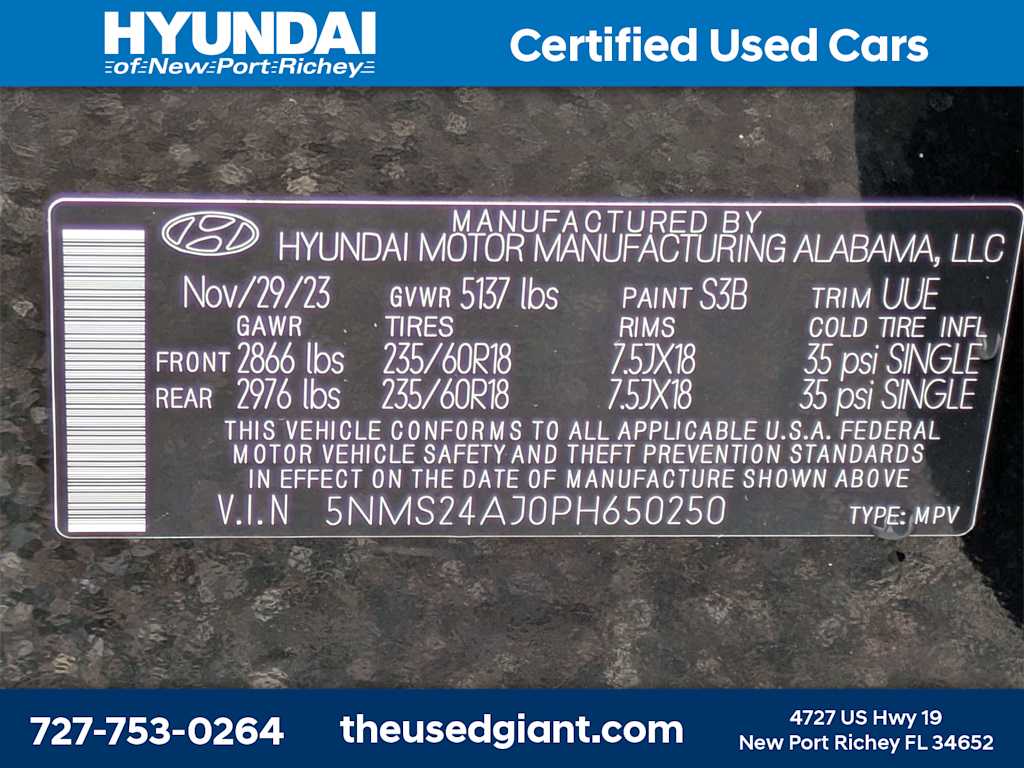 HYUNDAI
of New Port Richey
Certified Used Cars
MANUFACTURED BY
HYUNDAI MOTOR MANUFACTURING ALABAMA, LLC
Nov/29/23 GVWR 5137 lbs PAINT S3B TRIM UUE
GAWR TIRES RIMS COLD TIRE INFL
FRONT 2866 lbs 235/60R18 7.5JX18 35 psi SINGLE
REAR 2976 lbs 235/60R18 7.5JX18 35 psi SINGLE
THIS VEHICLE CONFORMS TO ALL APPLICABLE U.S.A. FEDERAL
MOTOR VEHICLE SAFETY AND THEFT PREVENTION STANDARDS
IN EFFECT ON THE DATE OF MANUFACTURE SHOWN ABOVE
V.I.N 5NMS24AJ0PH650250 TYPE: MPV
727-753-0264
theusedgiant.com
4727 US Hwy 19
New Port Richey FL 34652